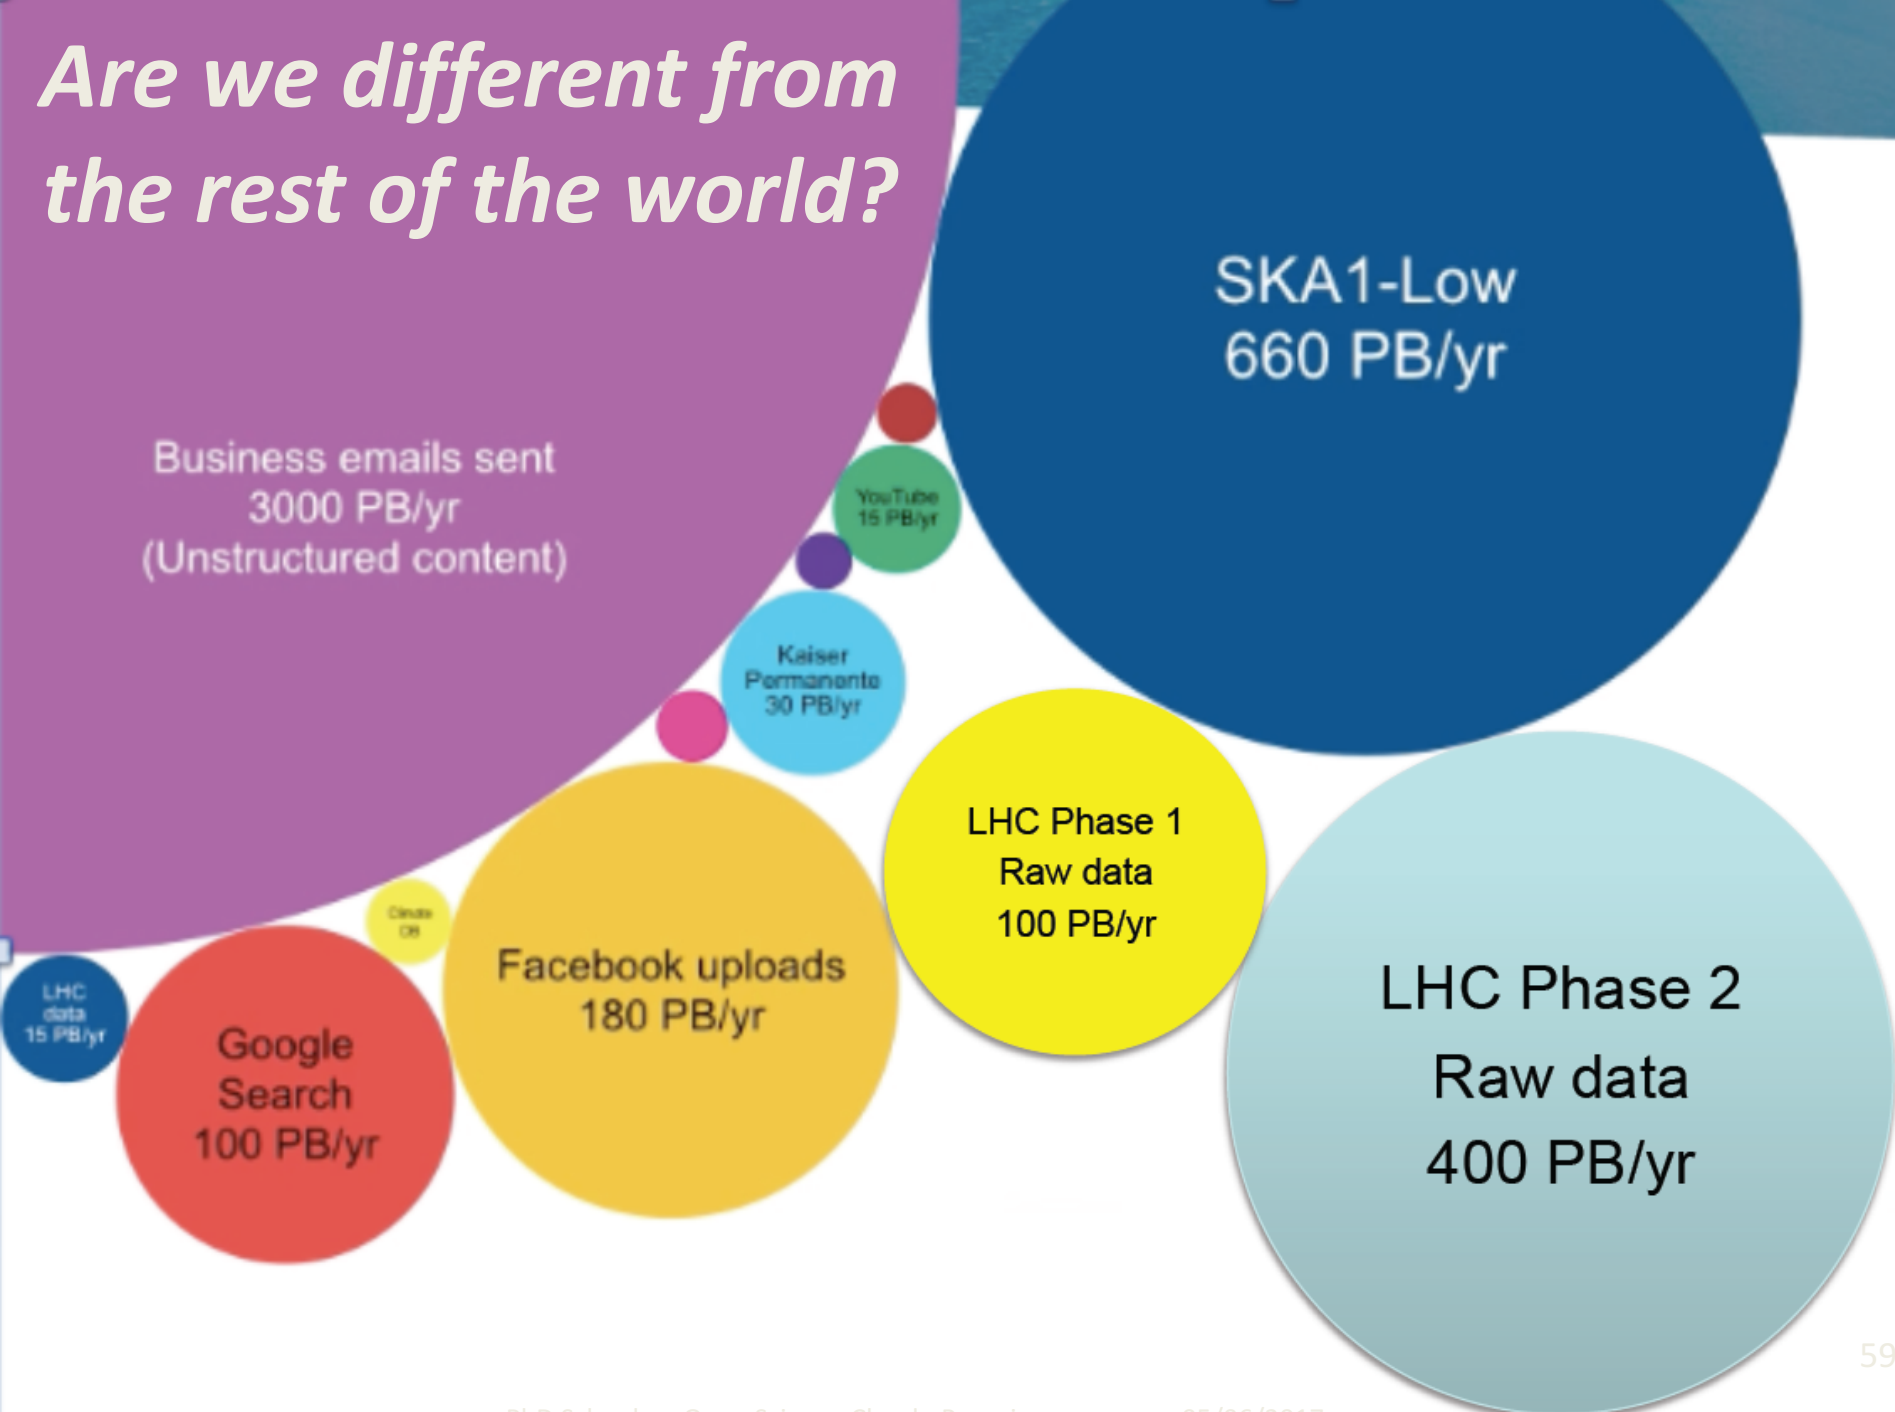 Are we different from
the rest of the world?
SKA1-Low
660 PB/yr
Business emails sent
3000 PB/yr
(Unstructured content)
YouTube
15 PB/yr
Kaiser
Permanente
30 PB/yr
LHC Phase 1
Raw data
100 PB/yr
Climate
DB
Facebook uploads
180 PB/yr
LHC Phase 2
Raw data
400 PB/yr
LHC
data
15 PB/yr
Google
Search
100 PB/yr
59